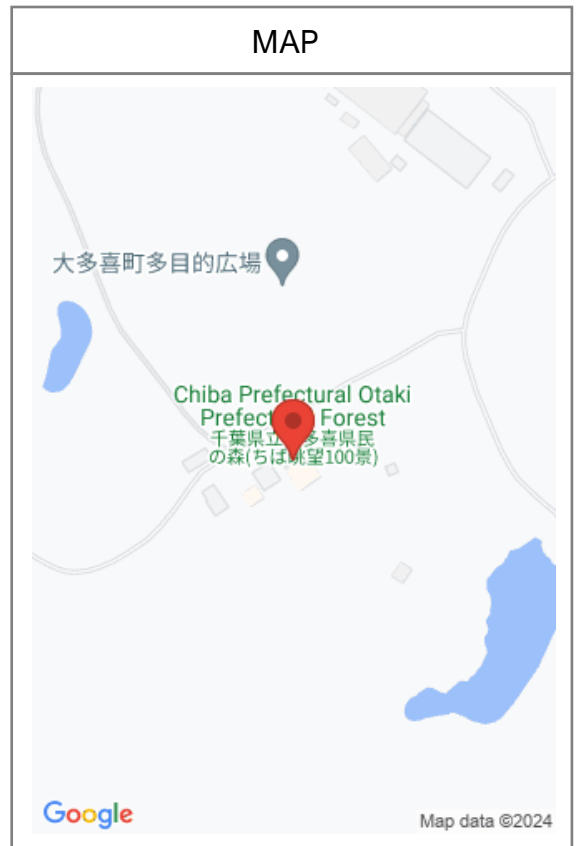 MAP
大多喜町多目的広場
Chiba Prefectural Otaki
Forest
千葉県立 多喜県民
の森(ちば眺望100景)
Google
Map data ©2024